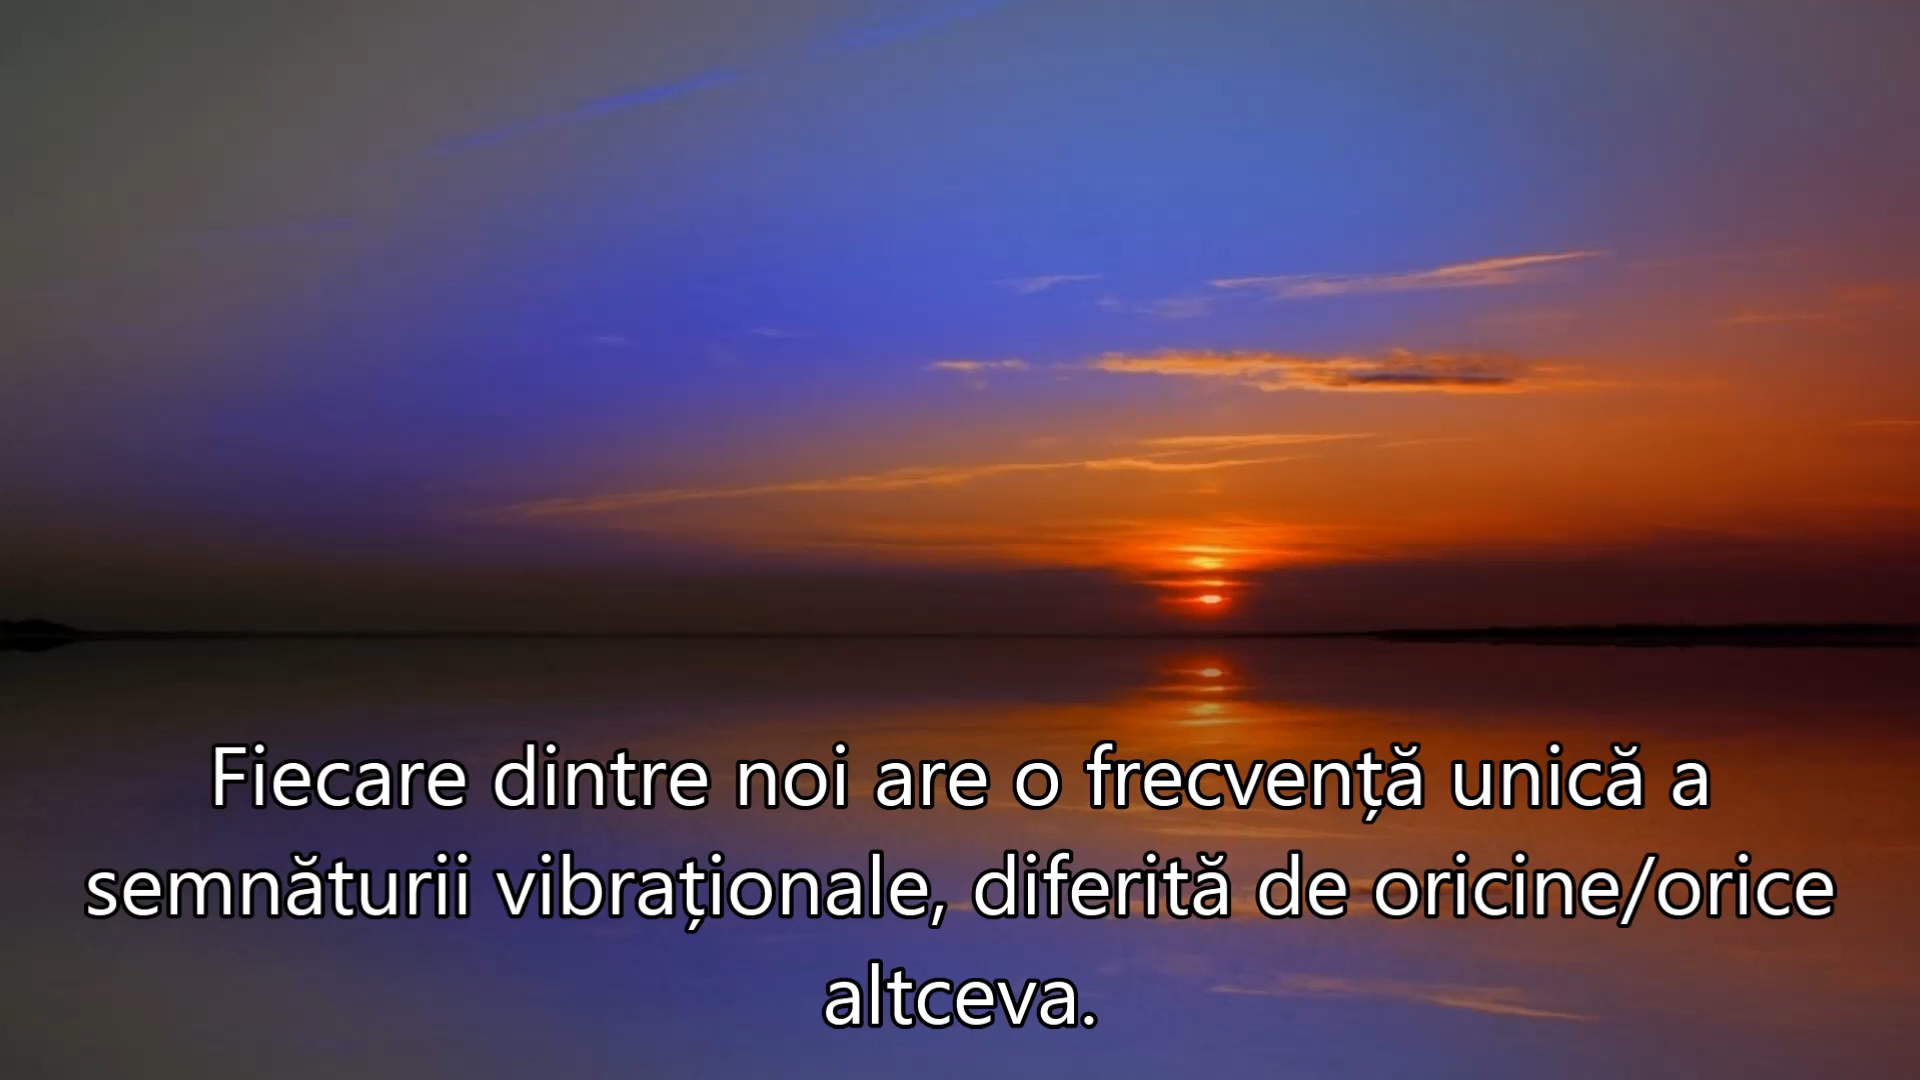 Fiecare dintre noi are o frecvență unică a
semnăturii vibraționale, diferită de oricine/orice
altceva.